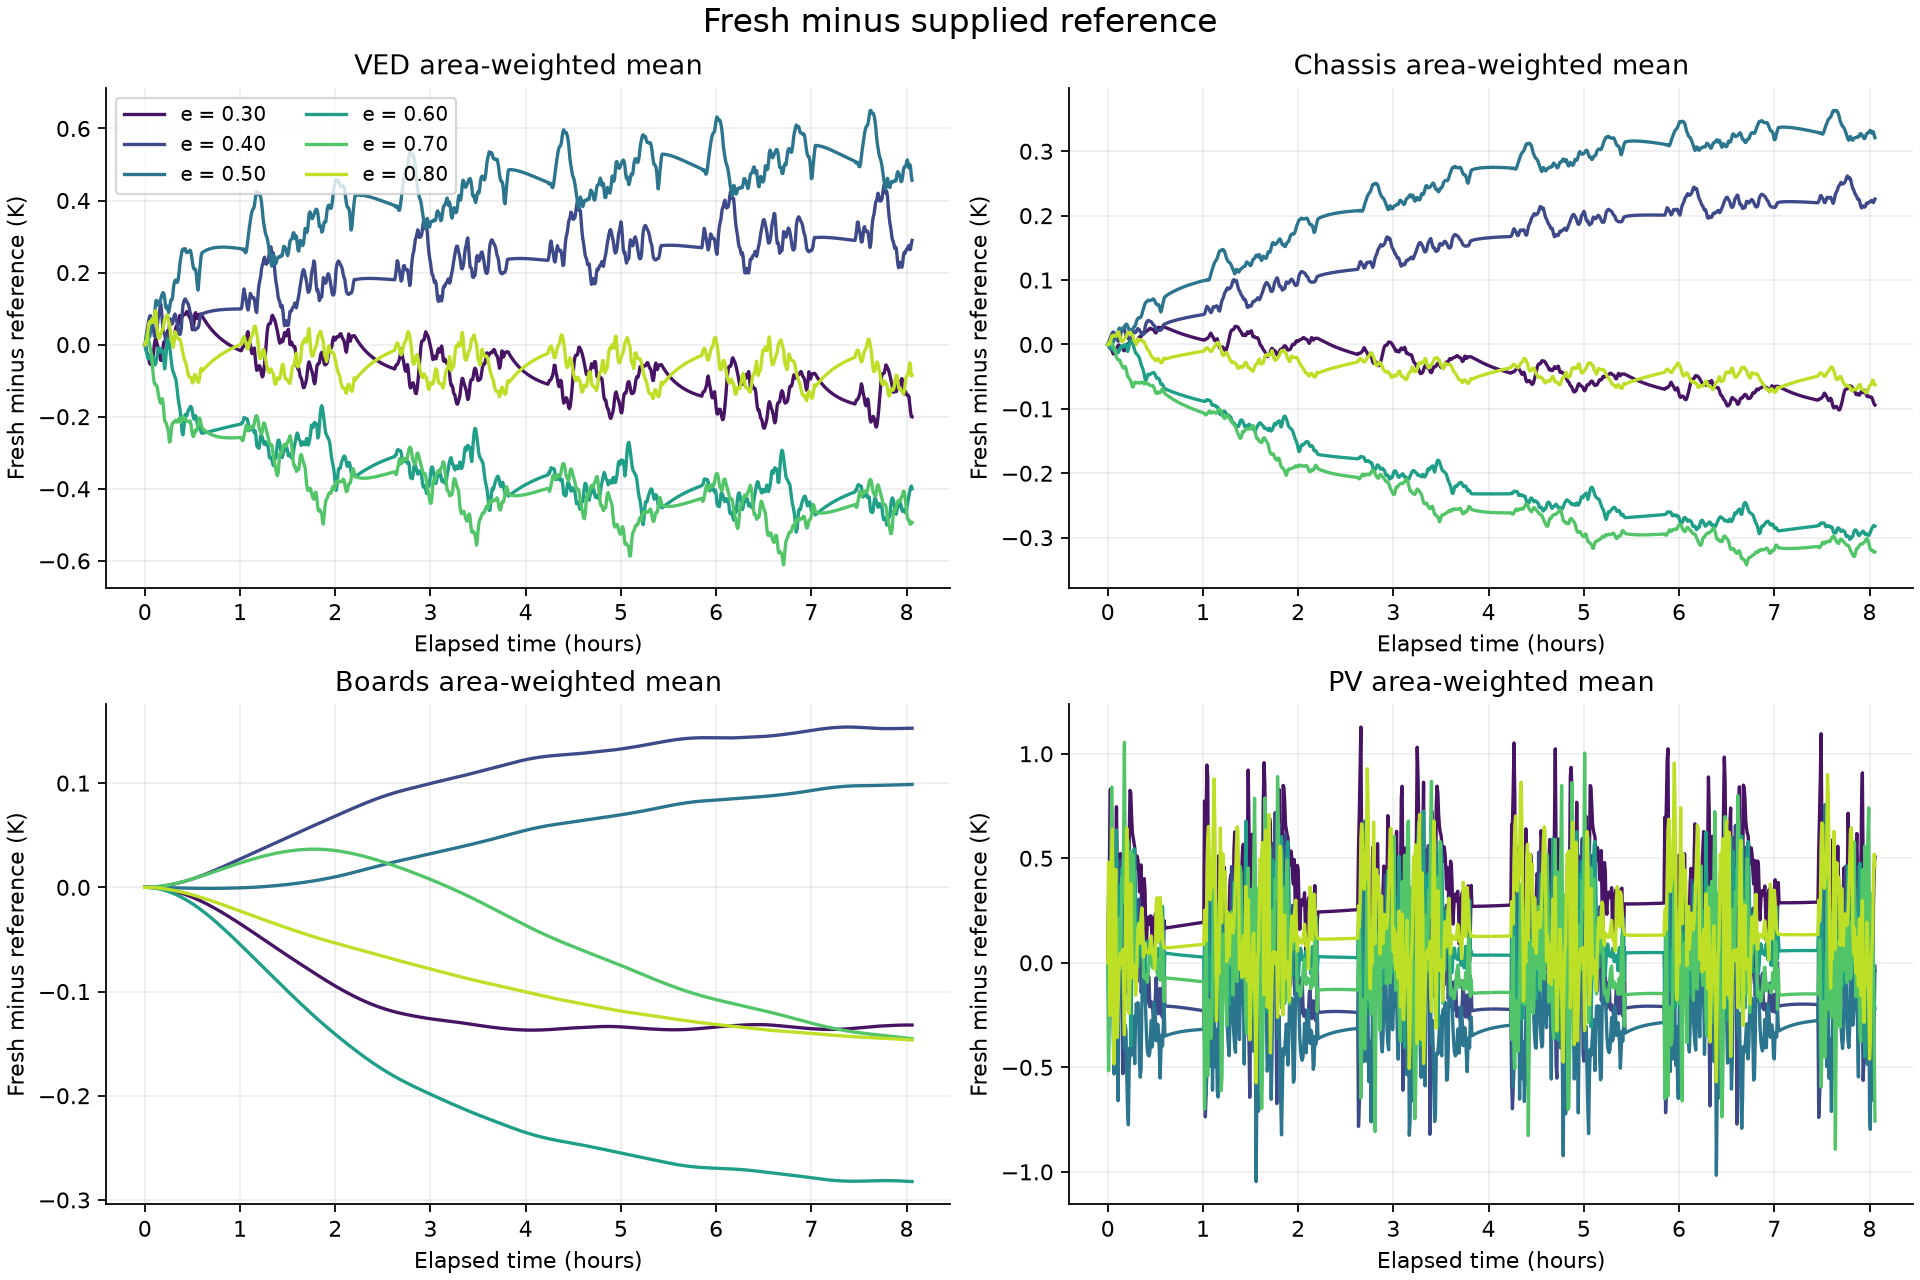 Fresh minus supplied reference
VED area-weighted mean
e = 0.30
e = 0.40
e = 0.50
e = 0.60
e = 0.70
e = 0.80
Fresh minus reference (K)
0.6
0.4
0.2
0.0
−0.2
−0.4
−0.6
0 1 2 3 4 5 6 7 8
Elapsed time (hours)
Chassis area-weighted mean
Fresh minus reference (K)
0.3
0.2
0.1
0.0
−0.1
−0.2
−0.3
0 1 2 3 4 5 6 7 8
Elapsed time (hours)
Boards area-weighted mean
Fresh minus reference (K)
0.1
0.0
−0.1
−0.2
−0.3
0 1 2 3 4 5 6 7 8
Elapsed time (hours)
PV area-weighted mean
Fresh minus reference (K)
1.0
0.5
0.0
−0.5
−1.0
0 1 2 3 4 5 6 7 8
Elapsed time (hours)